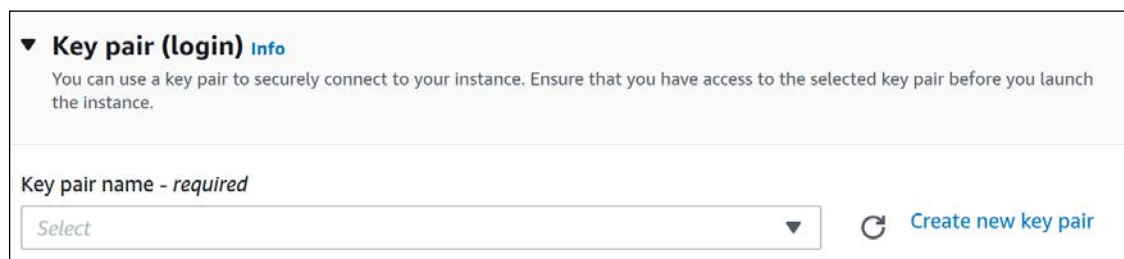 Key pair (login) Info
You can use a key pair to securely connect to your instance. Ensure that you have access to the selected key pair before you launch
the instance.
Key pair name - required
Select
Create new key pair